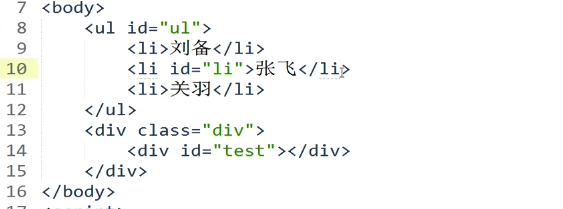 7 <body>
8 <ul id="ul">
9 <li>刘备</li>
10 <li id="li">张飞</li>
11 <li>关羽</li>
12 </ul>
13 <div class="div">
14 <div id="test"></div>
15 </div>
16 </body>
17 <script>